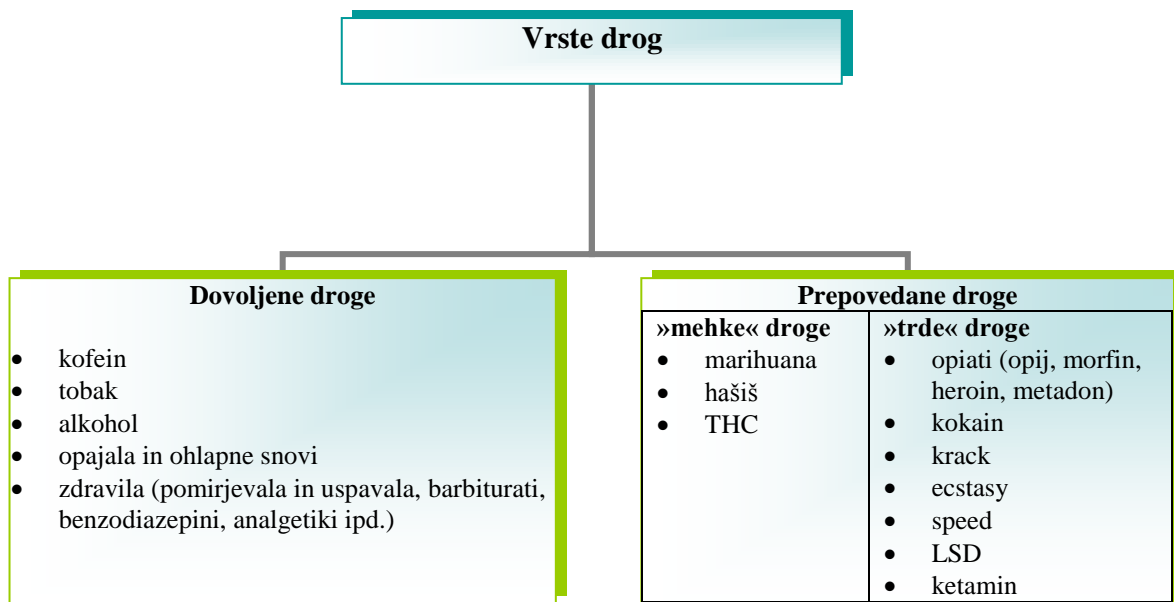 Vrste drog
Dovoljene droge
• kofein
• tobak
• alkohol
• opajala in ohlapne snovi
• zdravila (pomirjevala in uspavala, barbiturati,
benzodiazepini, analgetiki ipd.)
Prepovedane droge
»mehke« droge
• marihuana
• hašiš
• THC
»trde« droge
• opiati (opij, morfin,
heroin, metadon)
• kokain
• krack
• ecstasy
• speed
• LSD
• ketamin